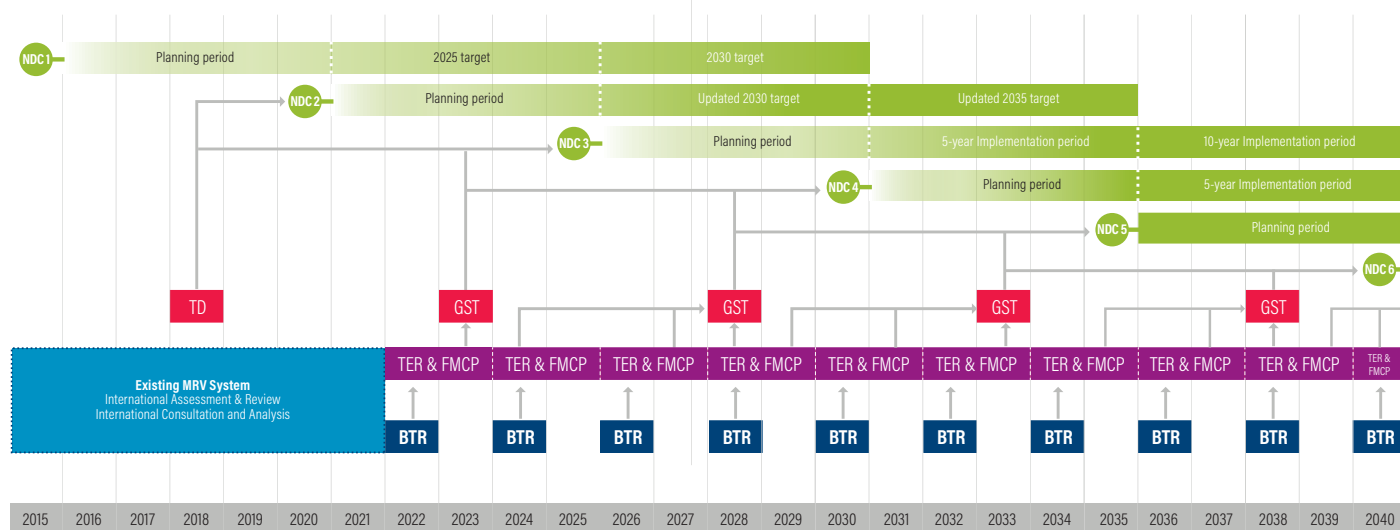 NDC 1
Planning period
2025 target
2030 target
NDC 2
Planning period
Updated 2030 target
Updated 2035 target
NDC 3
Planning period
5-year Implementation period
10-year Implementation period
NDC 4
Planning period
5-year Implementation period
NDC 5
Planning period
NDC 6
TD
GST
GST
GST
GST
Existing MRV System
International Assessment & Review
International Consultation and Analysis
TER & FMCP
TER & FMCP
TER & FMCP
TER & FMCP
TER & FMCP
TER & FMCP
TER & FMCP
TER & FMCP
TER & FMCP
TER &
FMCP
BTR
BTR
BTR
BTR
BTR
BTR
BTR
BTR
BTR
BTR
2015 2016 2017 2018 2019 2020 2021 2022 2023 2024 2025 2026 2027 2028 2029 2030 2031 2032 2033 2034 2035 2036 2037 2038 2039 2040